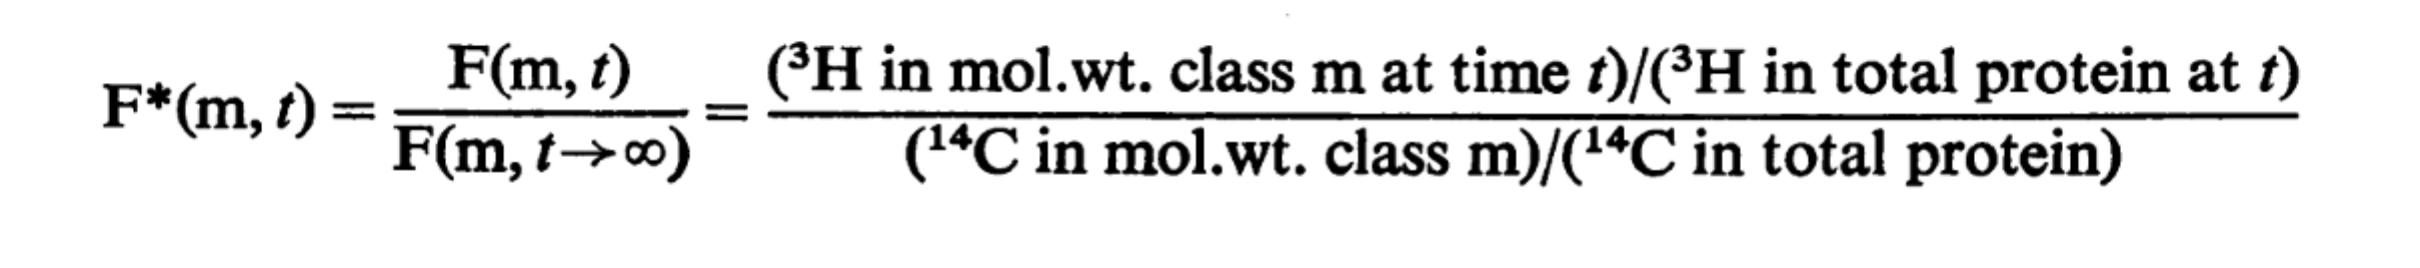 F*(m, t) = F(m, t) / F(m, t→∞) = (³H in mol.wt. class m at time t)/(³H in total protein at t) / (¹⁴C in mol.wt. class m)/(¹⁴C in total protein)